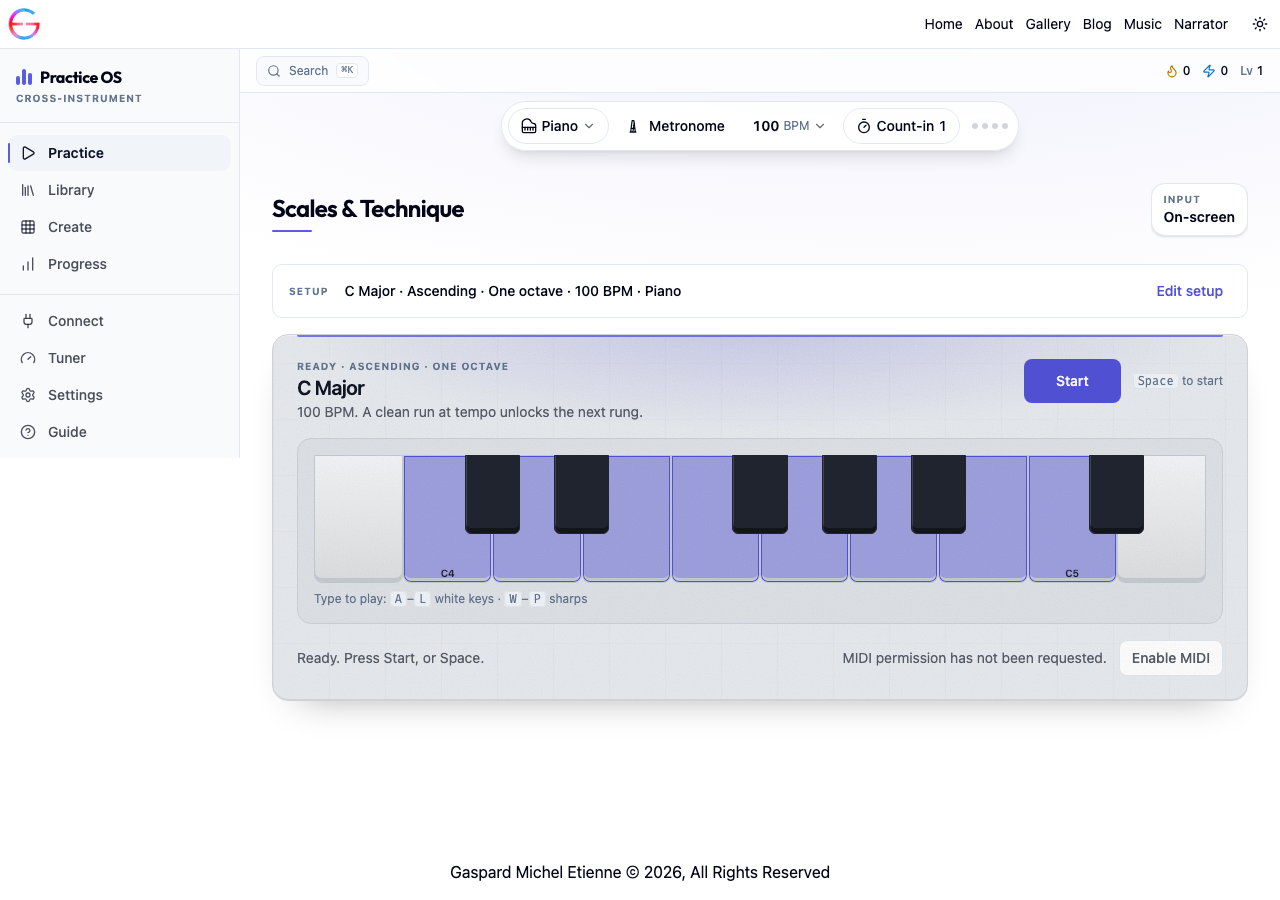 Home About Gallery Blog Music Narrator
Practice OS
CROSS-INSTRUMENT
Search ⌘K
0 0 Lv 1
Practice
Library
Create
Progress
Connect
Tuner
Settings
Guide
Piano Metronome 100 BPM Count-in 1
Scales & Technique
INPUT
On-screen
SETUP C Major · Ascending · One octave · 100 BPM · Piano Edit setup
READY · ASCENDING · ONE OCTAVE
C Major
100 BPM. A clean run at tempo unlocks the next rung.
Start Space to start
C4 C5
Type to play: A – L white keys · W – P sharps
Ready. Press Start, or Space. MIDI permission has not been requested. Enable MIDI
Gaspard Michel Etienne © 2026, All Rights Reserved